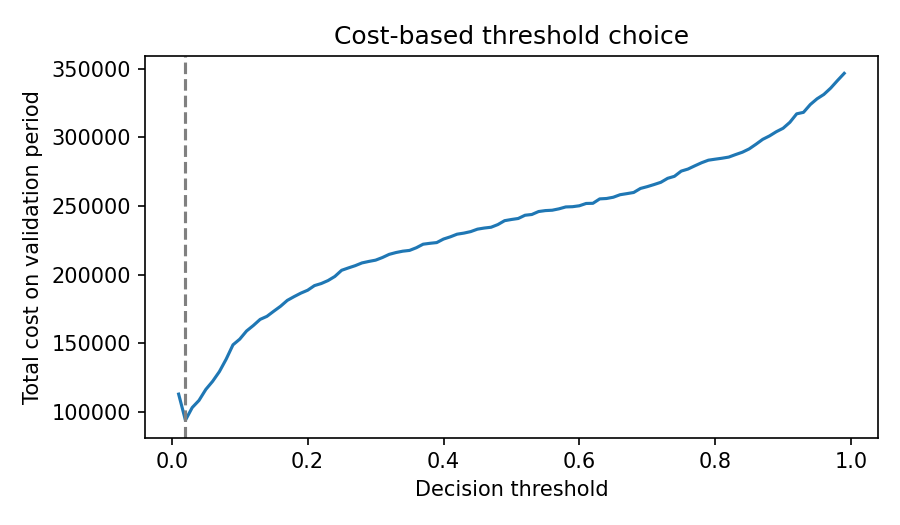 Cost-based threshold choice
Total cost on validation period
350000
300000
250000
200000
150000
100000
0.0 0.2 0.4 0.6 0.8 1.0
Decision threshold